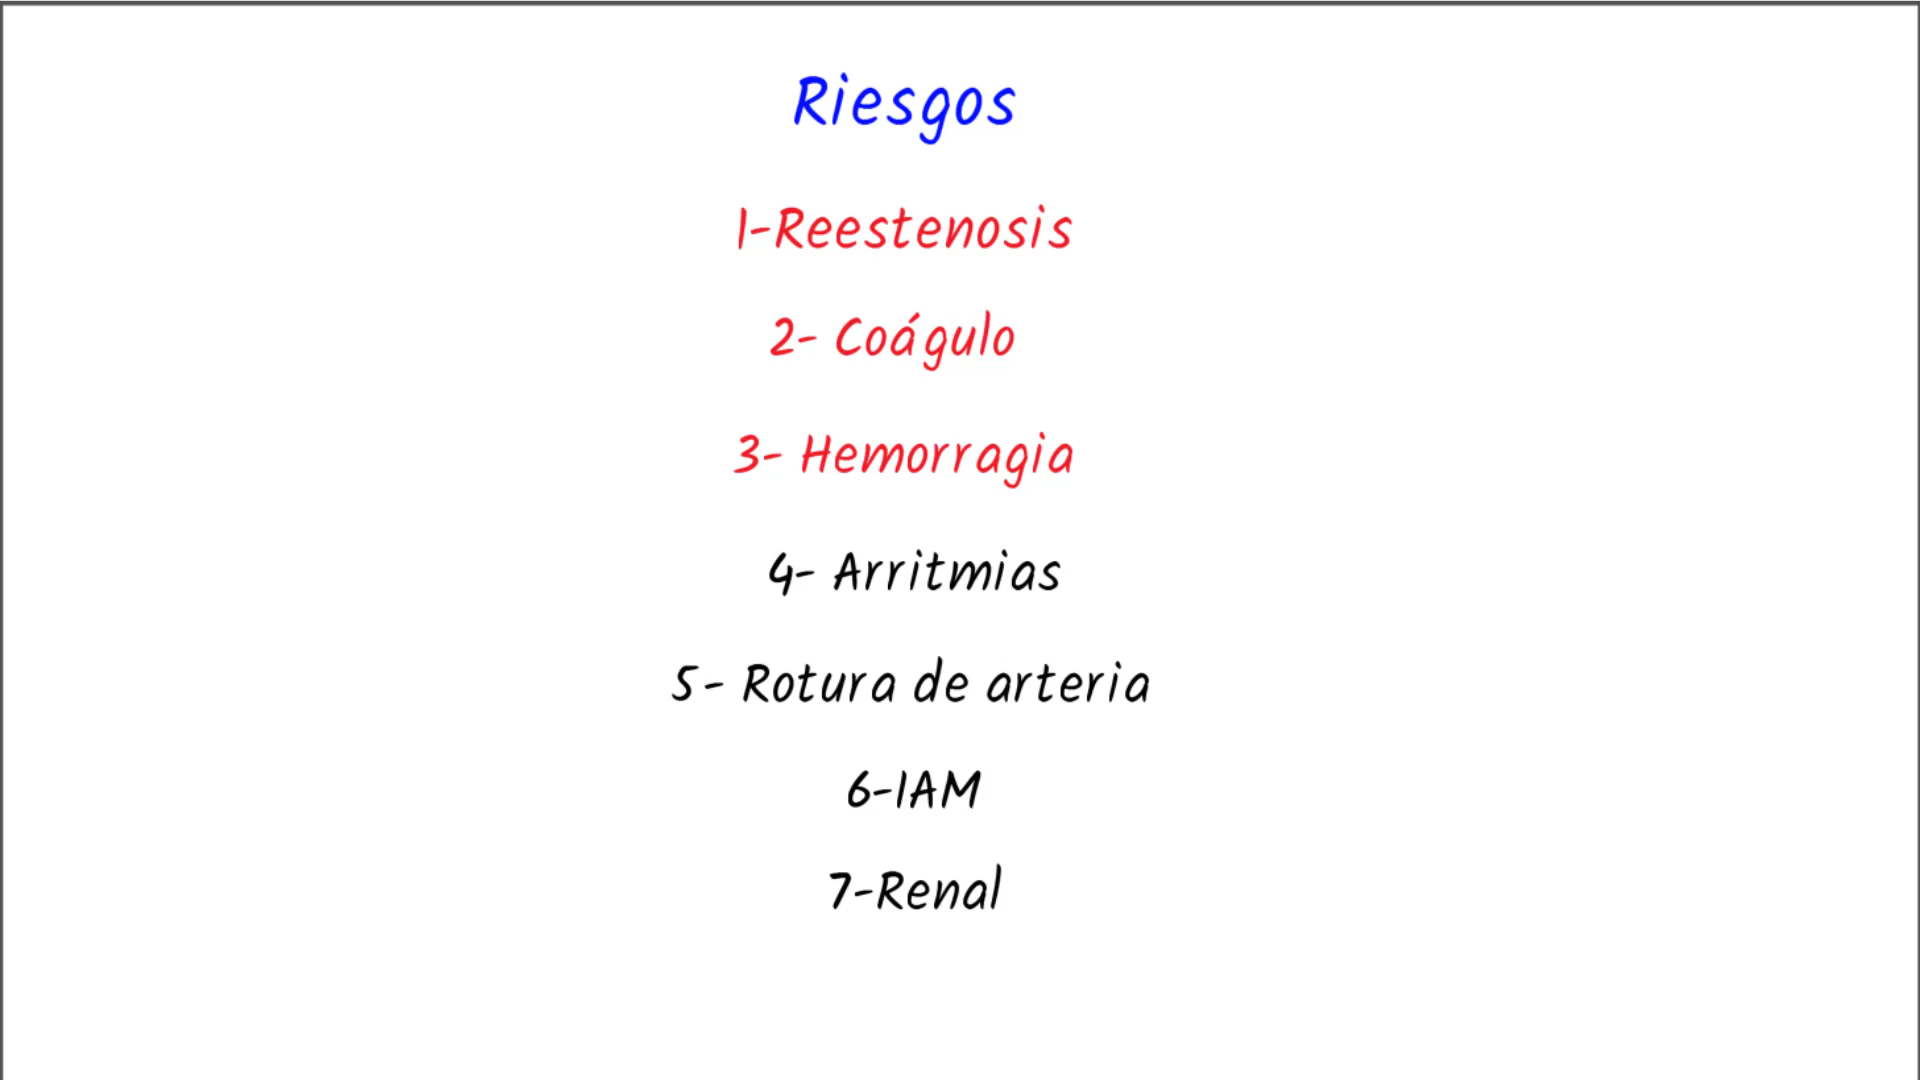 Riesgos
1-Reestenosis
2- Coágulo
3- Hemorragia
4- Arritmias
5- Rotura de arteria
6-IAM
7-Renal